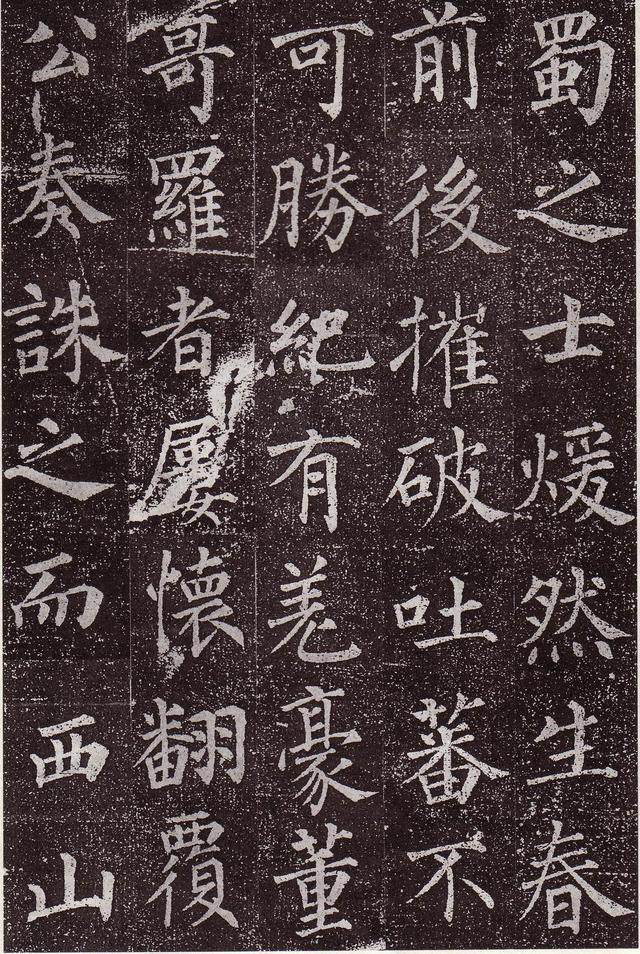 蜀之士煖然生春
前後摧破吐蕃不
可勝紀有羌豪董
哥羅者屢懷翻覆
公奏誅之而西山